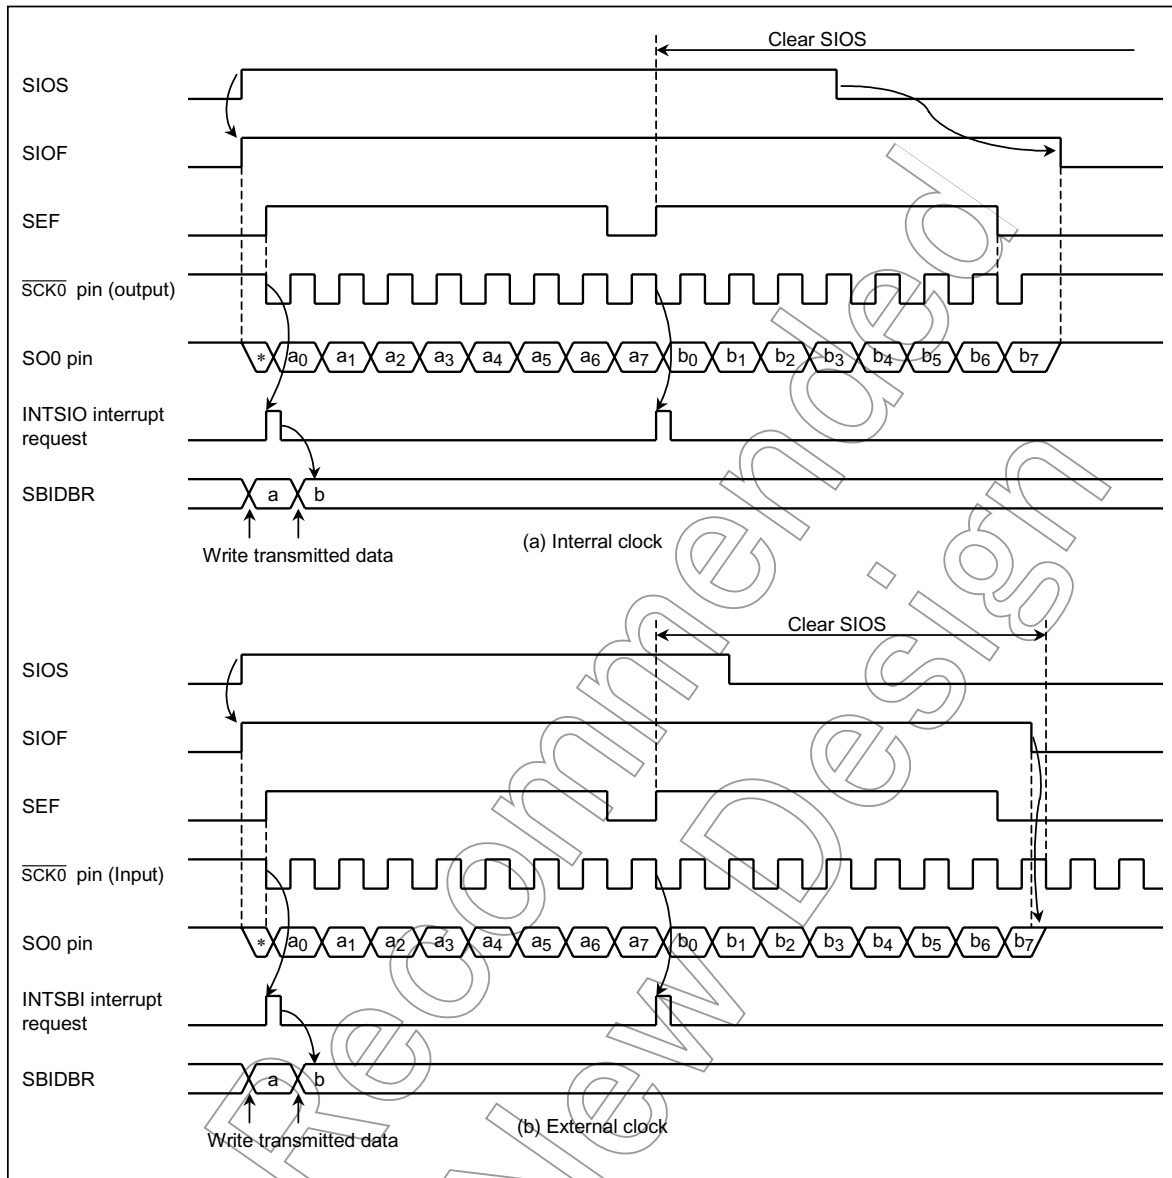 Clear SIOS
SIOS
SIOF
SEF
SCK0 pin (output)
SO0 pin
* a0 a1 a2 a3 a4 a5 a6 a7 b0 b1 b2 b3 b4 b5 b6 b7
INTSIO interrupt
request
SBIDBR
a b
Write transmitted data
(a) Interral clock
Clear SIOS
SIOS
SIOF
SEF
SCK0 pin (Input)
SO0 pin
* a0 a1 a2 a3 a4 a5 a6 a7 b0 b1 b2 b3 b4 b5 b6 b7
INTSBI interrupt
request
SBIDBR
a b
Write transmitted data
(b) External clock
Recommended
New Design